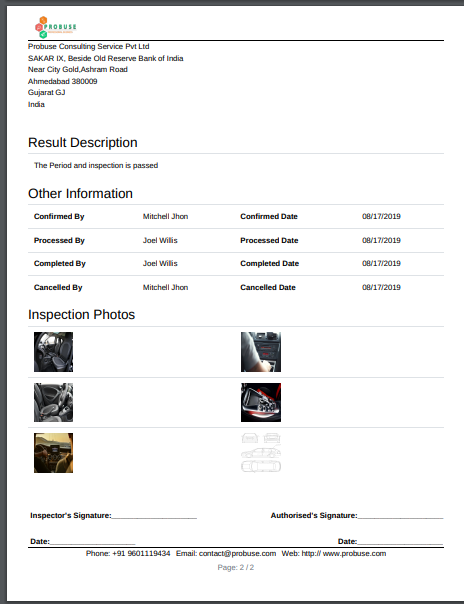 PROBUSE
Probuse Consulting Service Pvt Ltd
SAKAR IX, Beside Old Reserve Bank of India
Near City Gold,Ashram Road
Ahmedabad 380009
Gujarat GJ
India
Result Description
The Period and inspection is passed
Other Information
Confirmed By Mitchell Jhon Confirmed Date 08/17/2019
Processed By Joel Willis Processed Date 08/17/2019
Completed By Joel Willis Completed Date 08/17/2019
Cancelled By Mitchell Jhon Cancelled Date 08/17/2019
Inspection Photos
Inspector's Signature:____________________ Authorised's Signature:____________________
Date:____________________ Date:____________________
Phone: +91 9601119434 Email: contact@probuse.com Web: http:// www.probuse.com
Page: 2 / 2